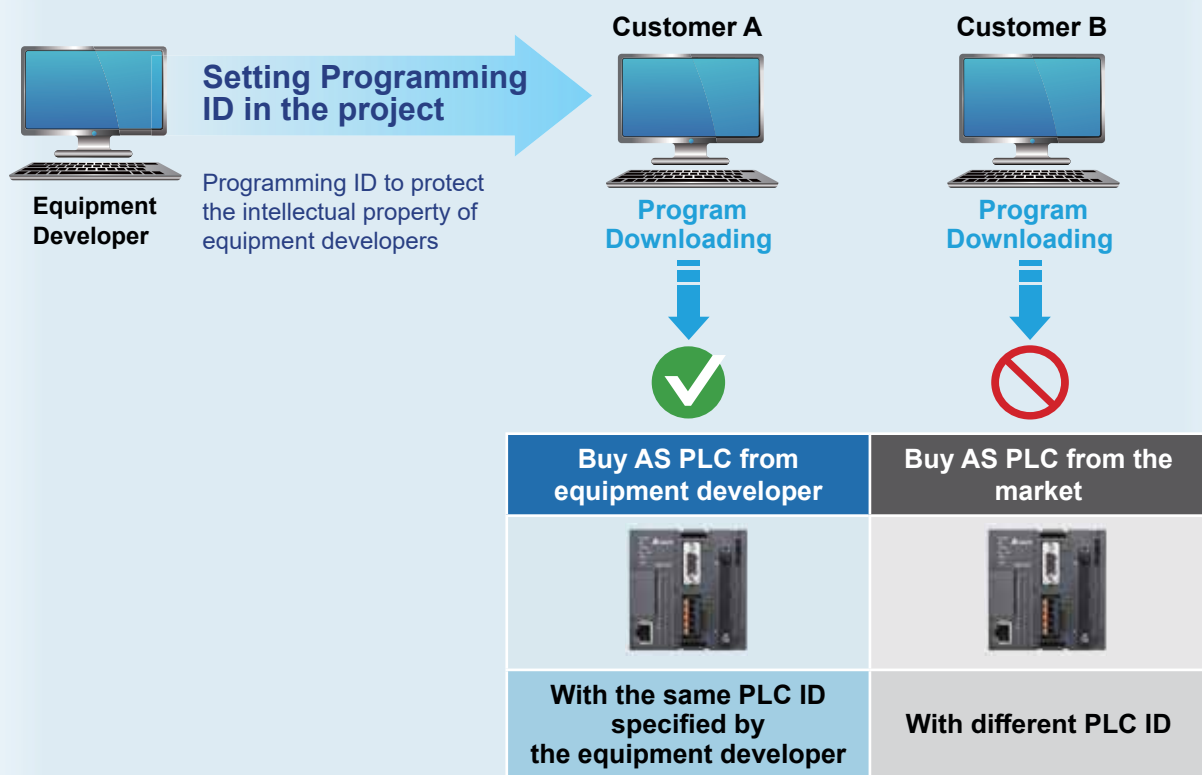 Customer A
Customer B
Setting Programming
ID in the project
Programming ID to protect
the intellectual property of
equipment developers
Equipment
Developer
Program
Downloading
Program
Downloading
Buy AS PLC from
equipment developer
Buy AS PLC from the
market
With the same PLC ID
specified by
the equipment developer
With different PLC ID